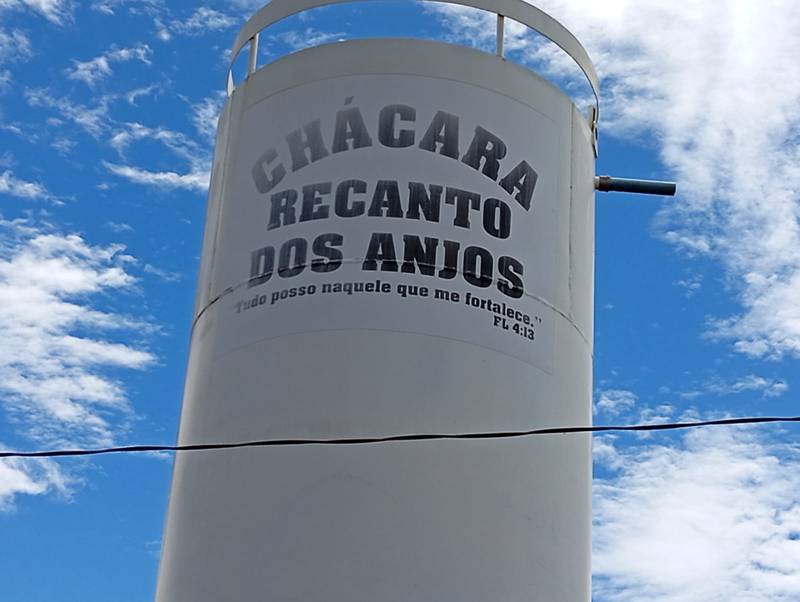 CHÁCARA
RECANTO
DOS ANJOS
"Tudo posso naquele que me fortalece."
FL 4:13